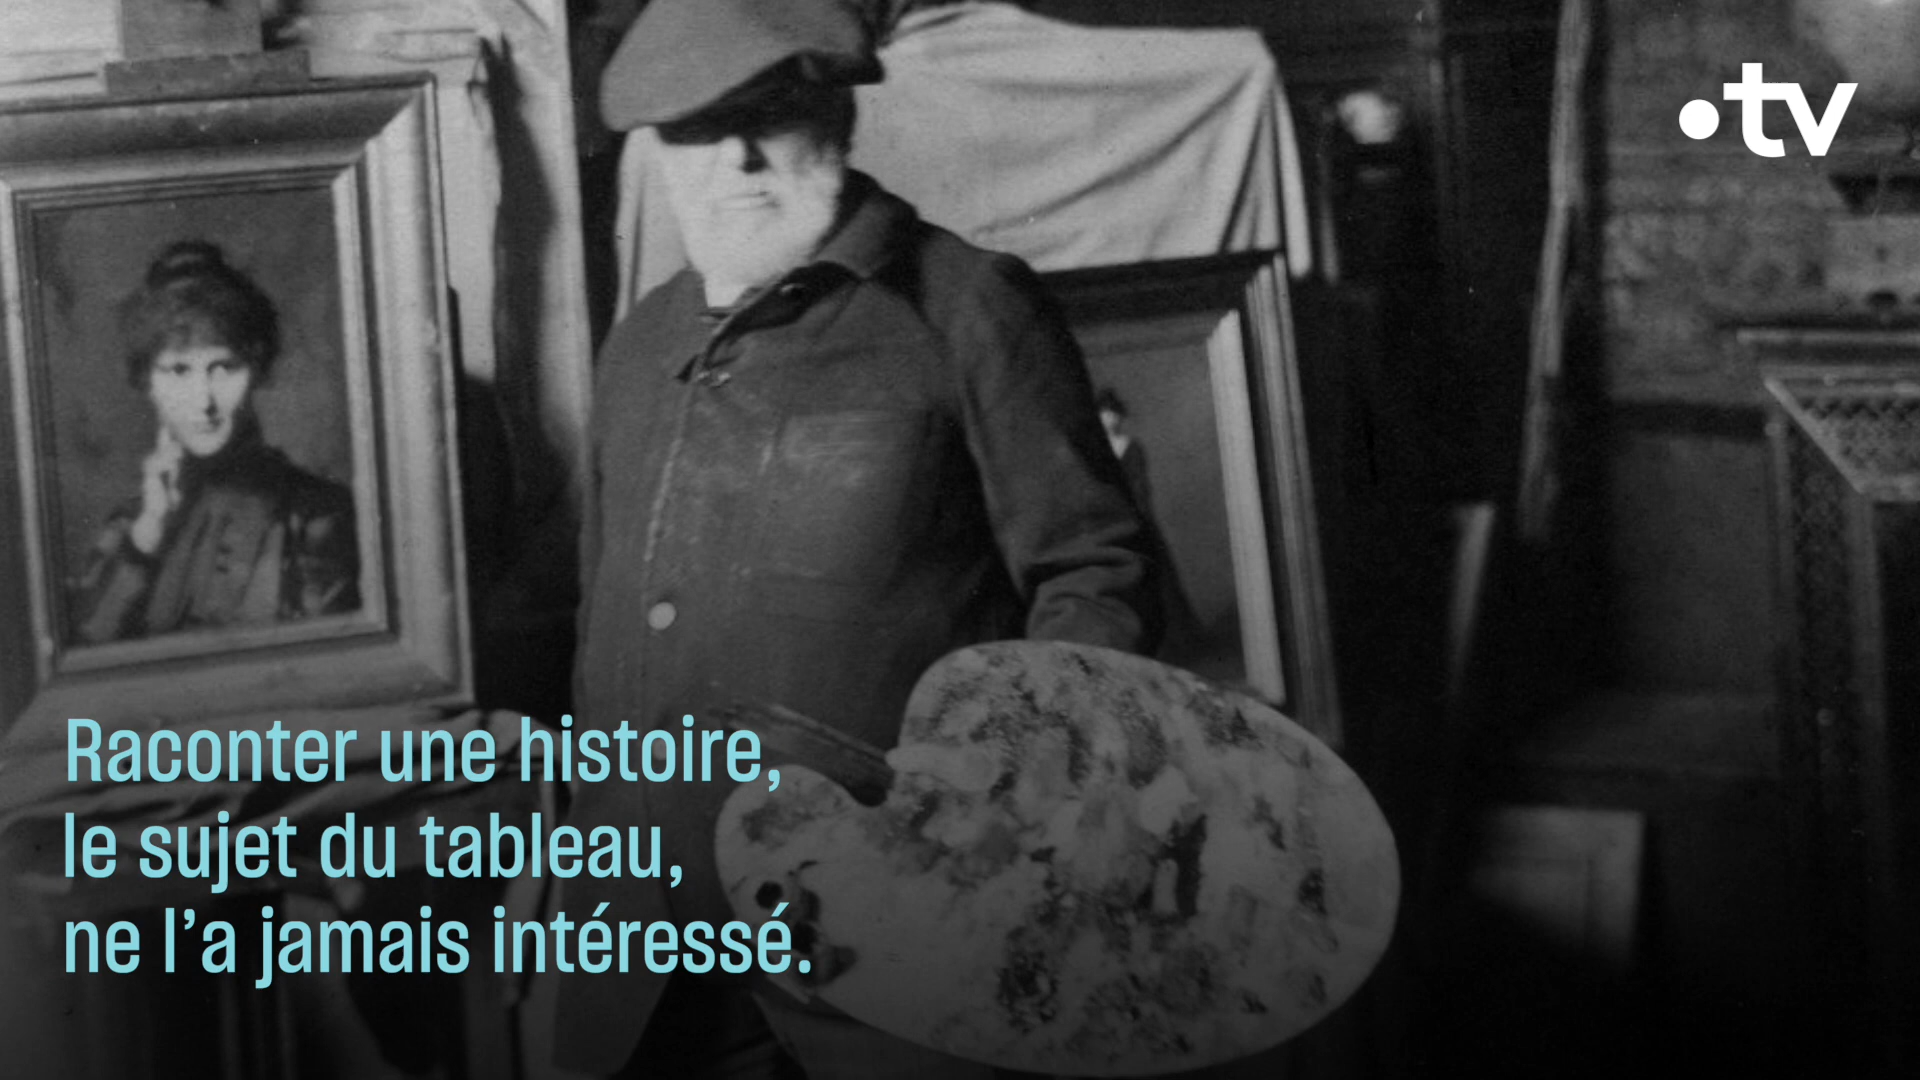 tv
Raconter une histoire,
le sujet du tableau,
ne l’a jamais intéressé.